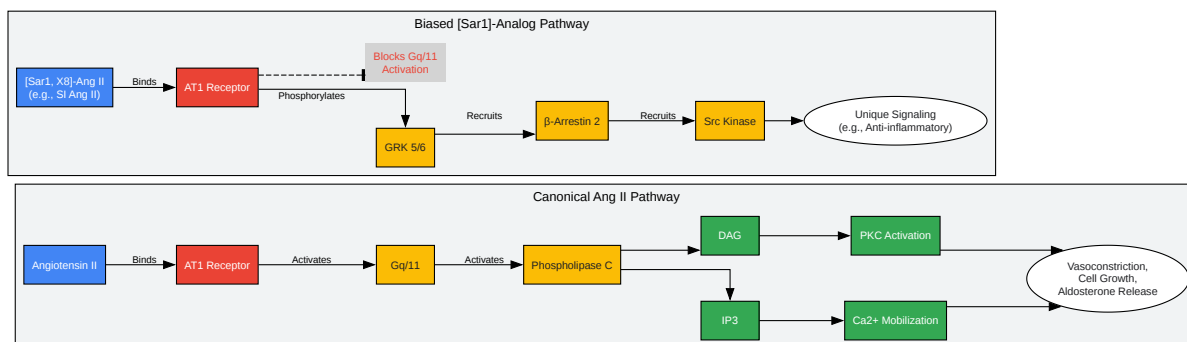 Biased [Sar1]-Analog Pathway
Blocks Gq/11
Activation
[Sar1, X8]-Ang II
(e.g., SI Ang II)
Binds
AT1 Receptor
Phosphorylates
GRK 5/6
Recruits
β-Arrestin 2
Recruits
Src Kinase
Unique Signaling
(e.g., Anti-inflammatory)
Canonical Ang II Pathway
Angiotensin II
Binds
AT1 Receptor
Activates
Gq/11
Activates
Phospholipase C
DAG
PKC Activation
IP3
Ca2+ Mobilization
Vasoconstriction,
Cell Growth,
Aldosterone Release